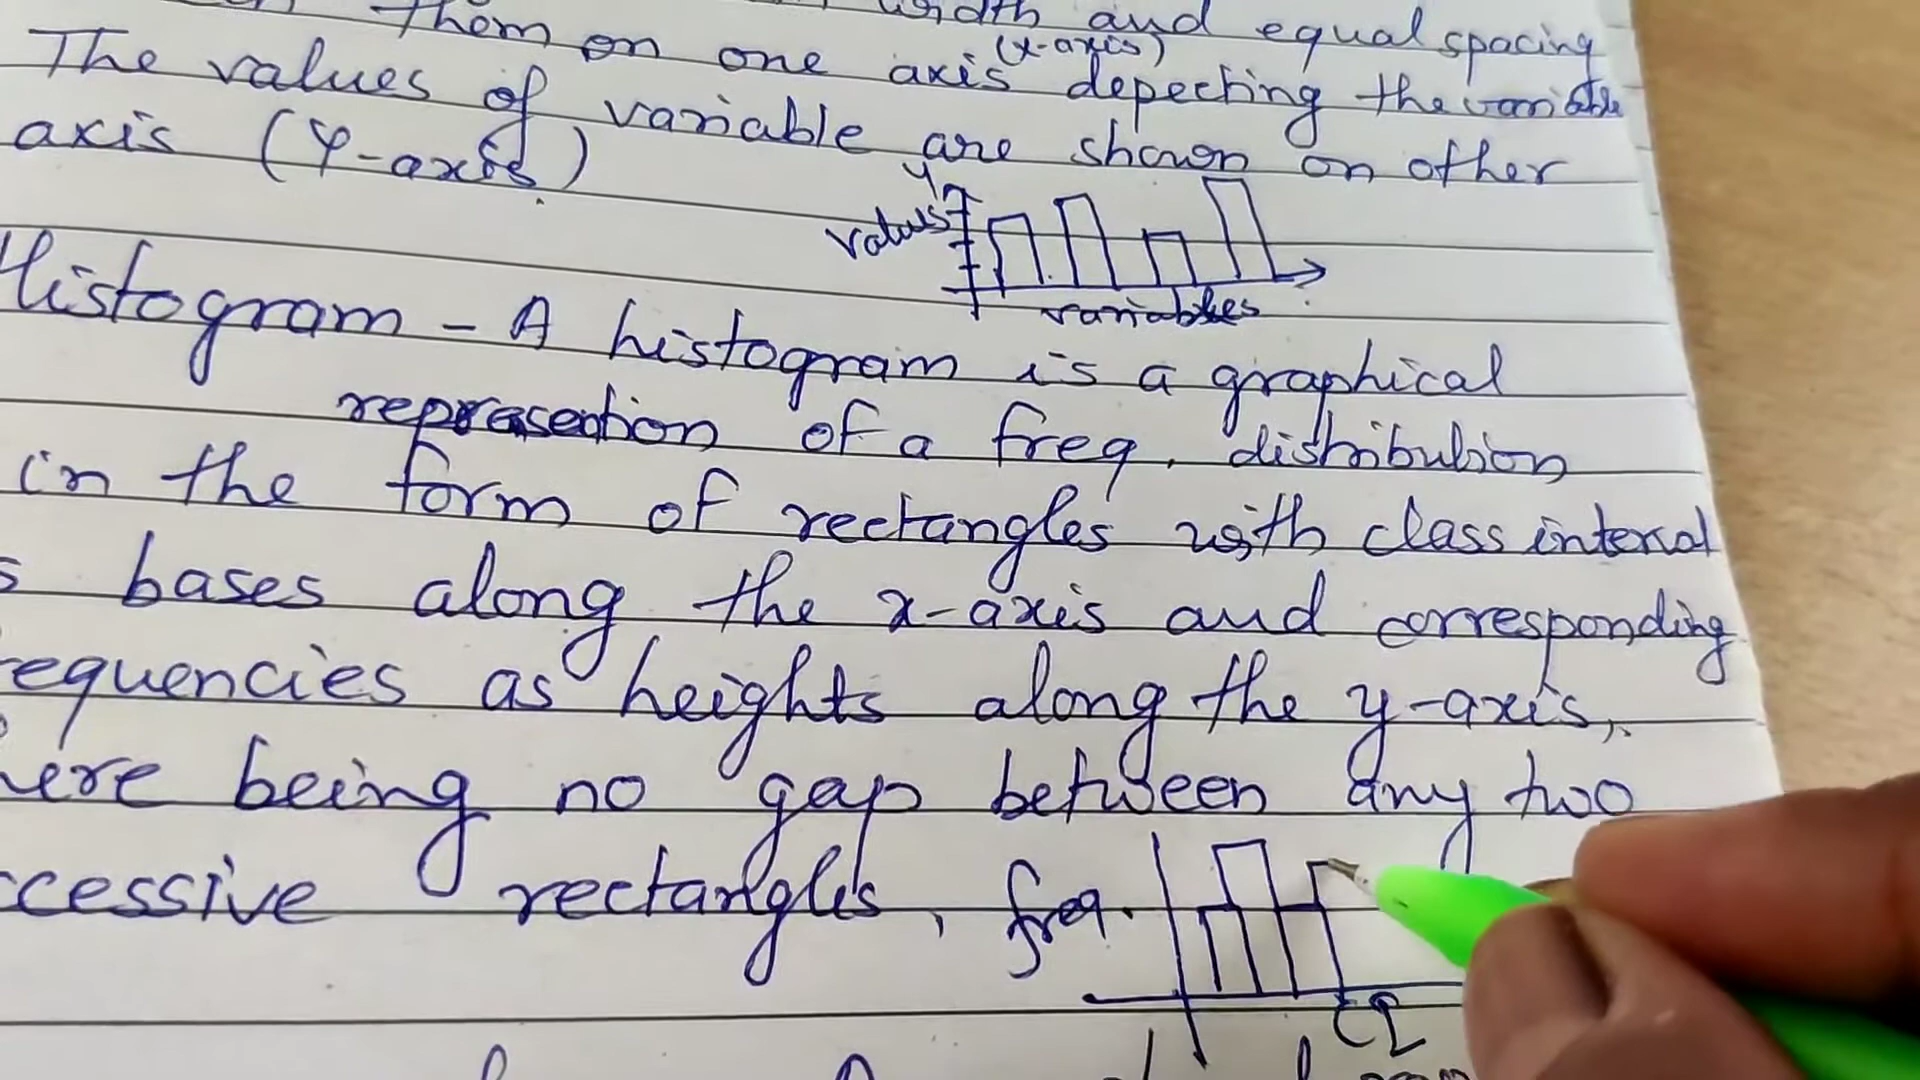 them on one axis depecting the variable
width and equal spacing
(x-axis)
The values of variable are shown on other
axis (Y-axis)
Y
values
variables
Histogram - A histogram is a graphical
represention of a freq. distribution
in the form of rectangles with class interval
s bases along the x-axis and corresponding
requencies as heights along the y-axis,
here being no gap between any two
ccessive rectangles,
freq.
CI